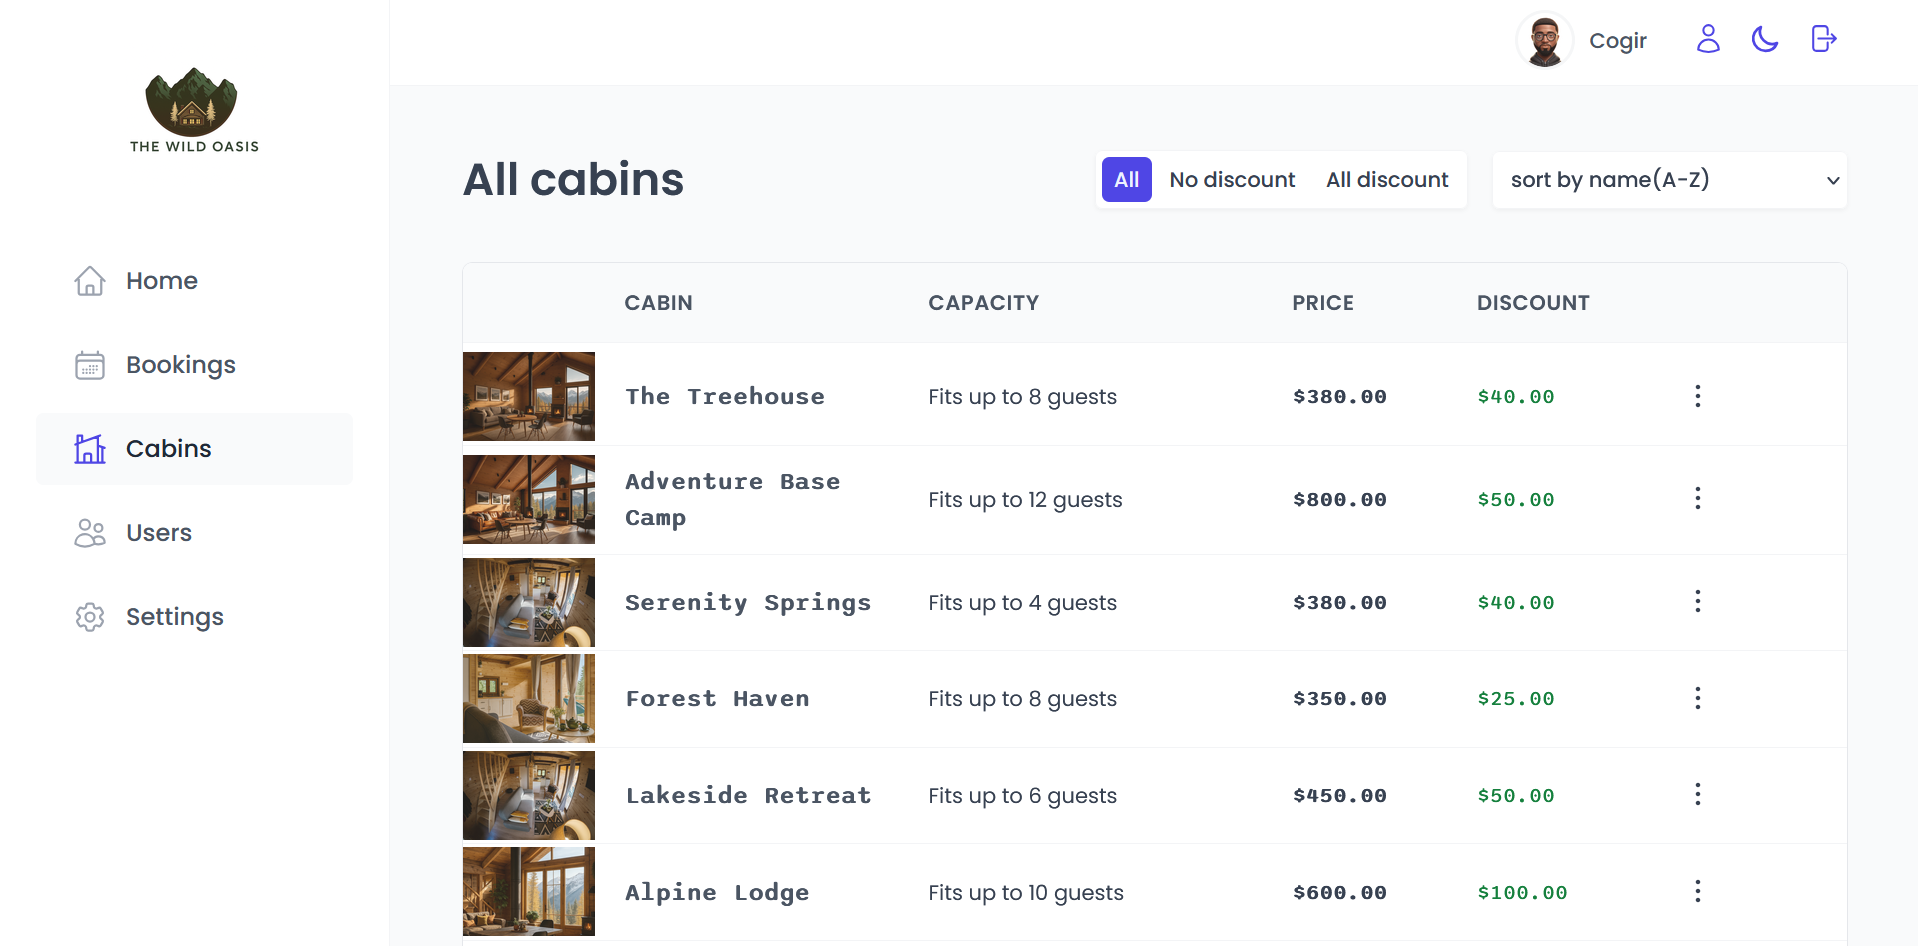 THE WILD OASIS
Home
Bookings
Cabins
Users
Settings
Cogir
All cabins
All No discount All discount
sort by name(A-Z)
CABIN CAPACITY PRICE DISCOUNT
The Treehouse Fits up to 8 guests $380.00 $40.00
Adventure Base
Camp Fits up to 12 guests $800.00 $50.00
Serenity Springs Fits up to 4 guests $380.00 $40.00
Forest Haven Fits up to 8 guests $350.00 $25.00
Lakeside Retreat Fits up to 6 guests $450.00 $50.00
Alpine Lodge Fits up to 10 guests $600.00 $100.00